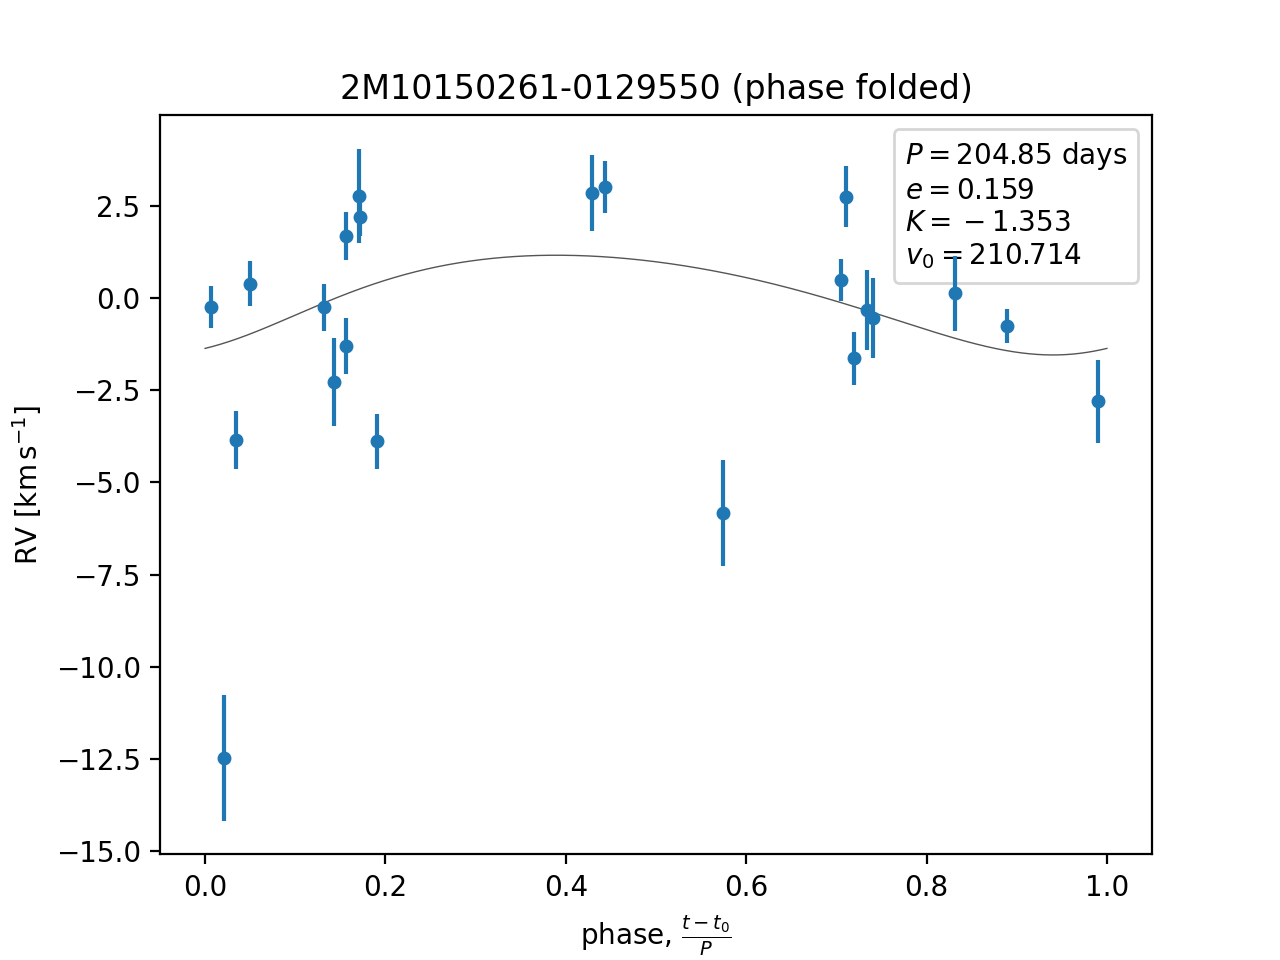 2M10150261-0129550 (phase folded)
P = 204.85 days
e = 0.159
K = −1.353
v₀ = 210.714
2.5
0.0
−2.5
−5.0
−7.5
−10.0
−12.5
−15.0
RV [km s⁻¹]
0.0 0.2 0.4 0.6 0.8 1.0
phase, (t − t₀)/P